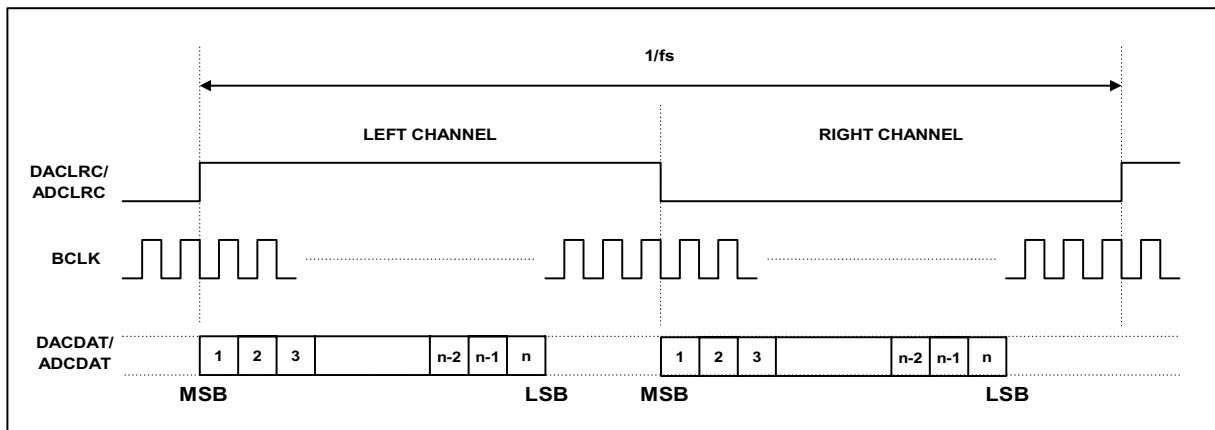 1/fs
LEFT CHANNEL
RIGHT CHANNEL
DACLRC/
ADCLRC
BCLK
DACDAT/
ADCDAT
1 2 3 n-2 n-1 n 1 2 3 n-2 n-1 n
MSB LSB MSB LSB